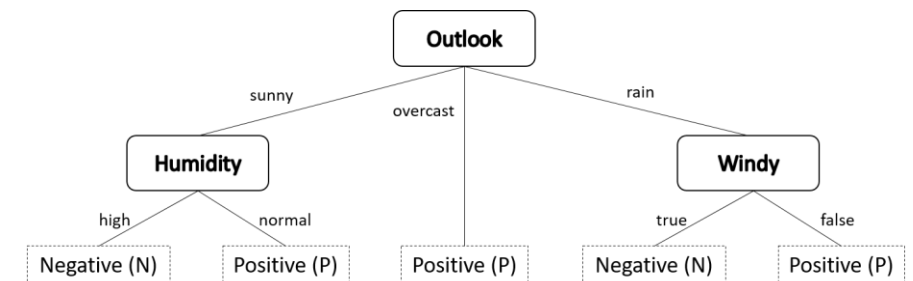 Outlook
sunny
overcast
rain
Humidity
Windy
high
normal
true
false
Negative (N)
Positive (P)
Positive (P)
Negative (N)
Positive (P)